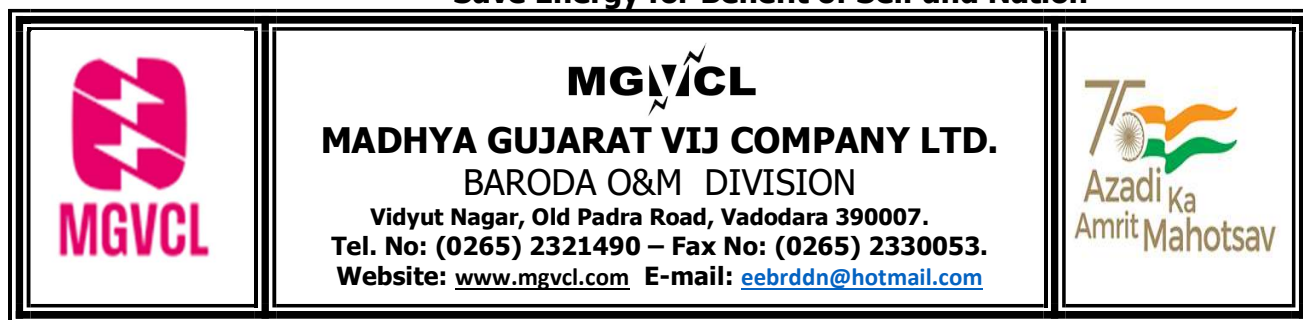 Save Energy for Benefit of Self and Nation
MGVCL
MGVCL
MADHYA GUJARAT VIJ COMPANY LTD.
BARODA O&M DIVISION
Vidyut Nagar, Old Padra Road, Vadodara 390007.
Tel. No: (0265) 2321490 – Fax No: (0265) 2330053.
Website: www.mgvcl.com E-mail: eebrddn@hotmail.com
75
Azadi Ka
Amrit Mahotsav